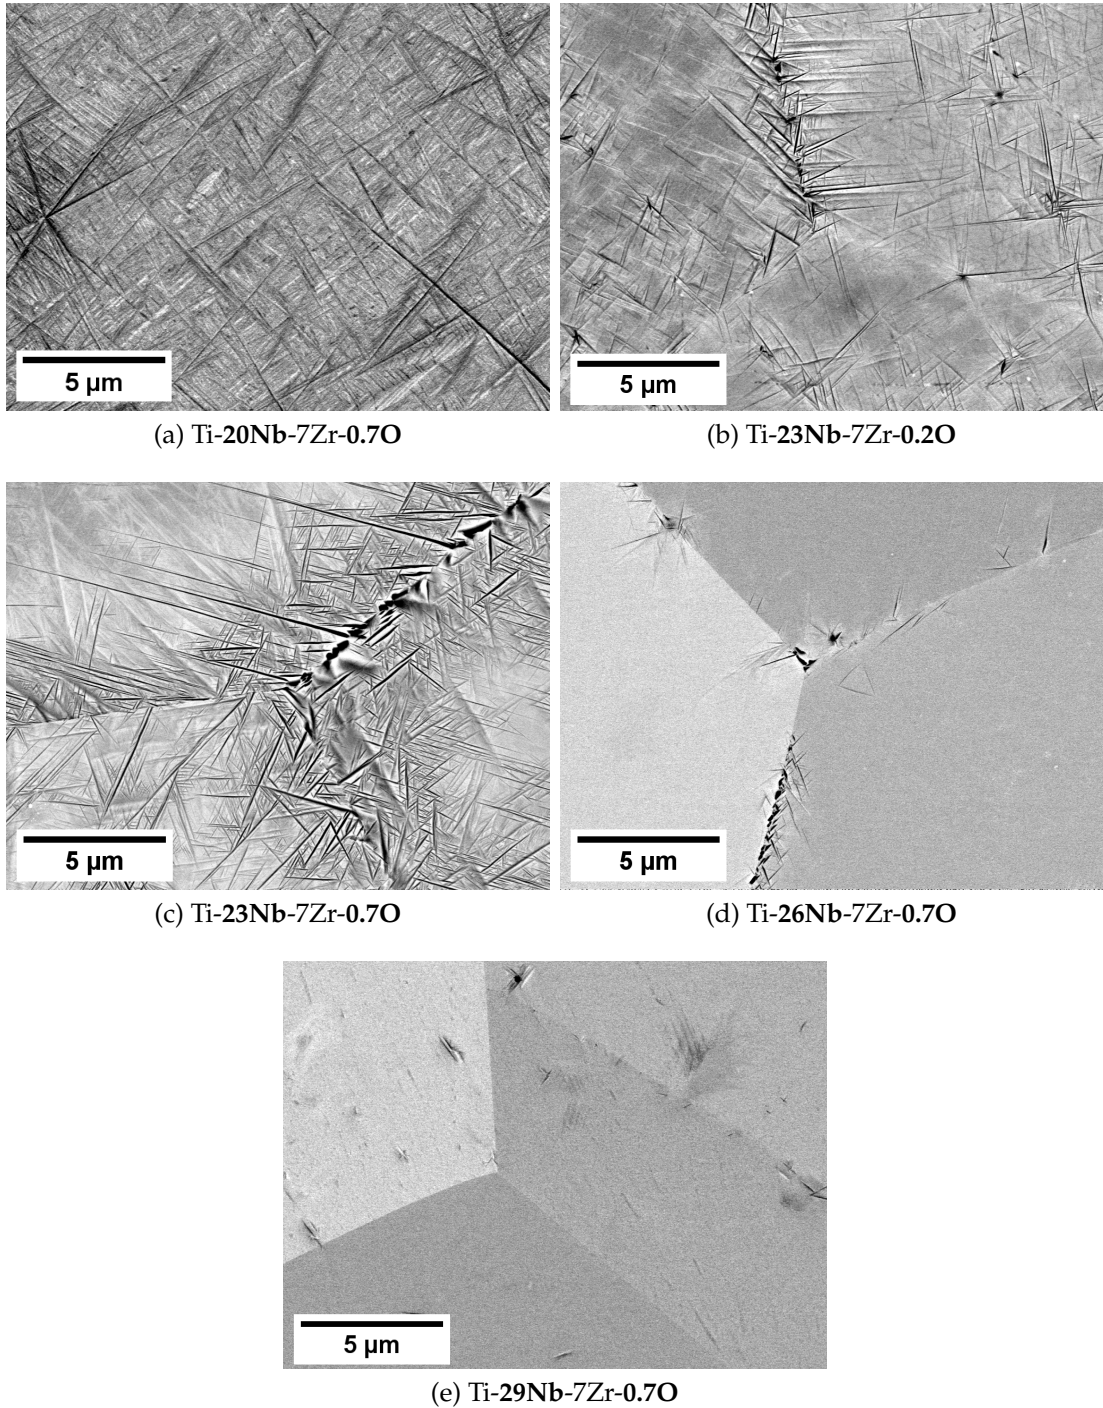 5 µm
5 µm
(a) Ti-20Nb-7Zr-0.7O
(b) Ti-23Nb-7Zr-0.2O
5 µm
5 µm
(c) Ti-23Nb-7Zr-0.7O
(d) Ti-26Nb-7Zr-0.7O
5 µm
(e) Ti-29Nb-7Zr-0.7O